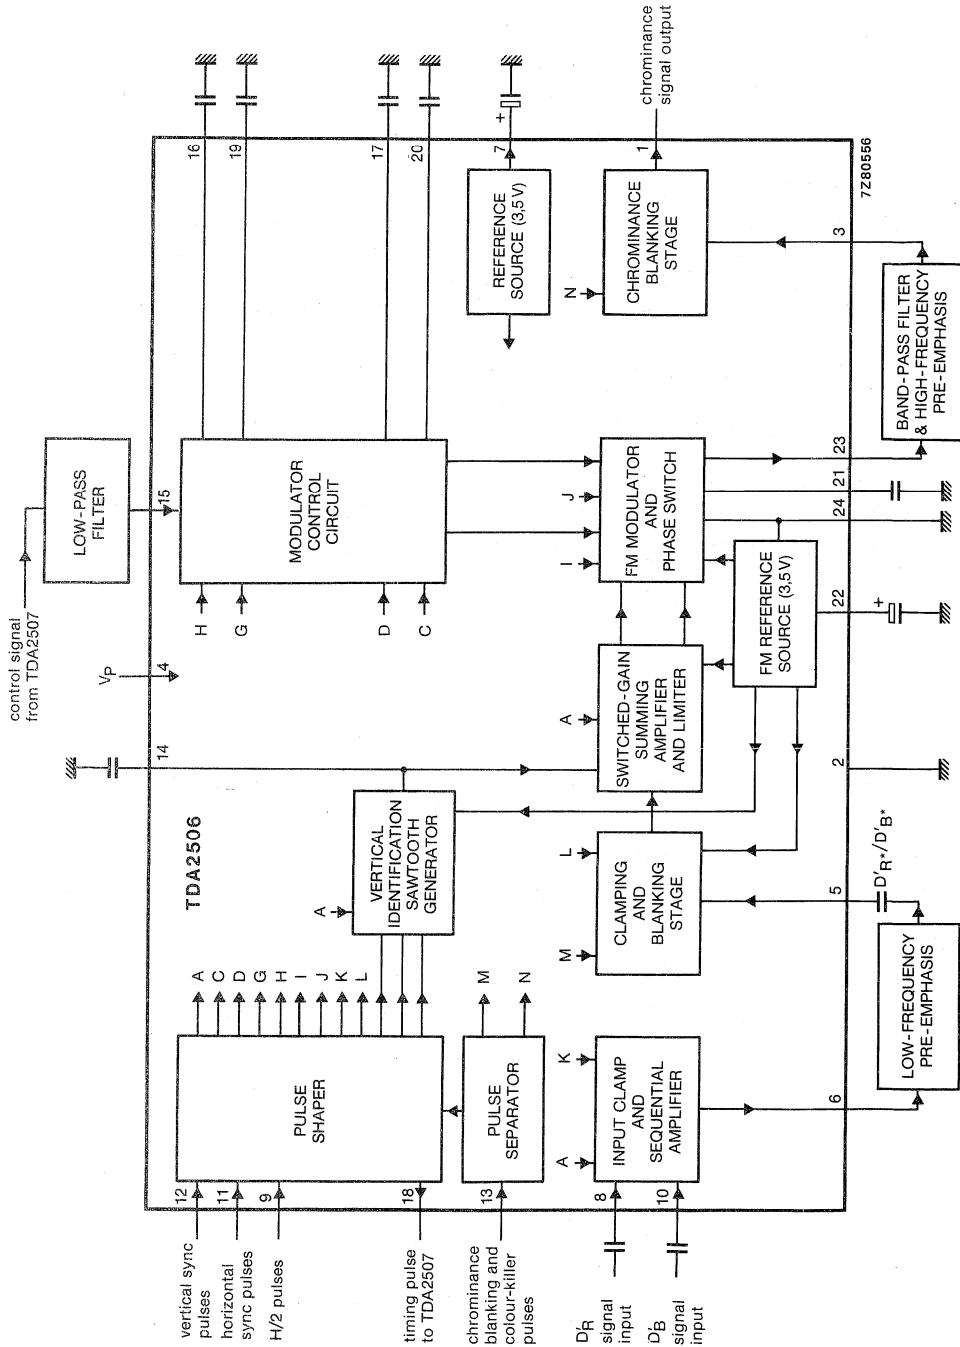 control signal
from TDA2507
LOW-PASS
FILTER
15
VP
4
14
TDA2506
16
19
17
20
7
+
REFERENCE
SOURCE (3,5 V)
1
chrominance
signal output
N
CHROMINANCE
BLANKING
STAGE
3
7Z80556
BAND-PASS FILTER
& HIGH-FREQUENCY
PRE-EMPHASIS
MODULATOR
CONTROL
CIRCUIT
H
G
D
C
J
I
FM MODULATOR
AND
PHASE SWITCH
23
21
24
22
+
FM REFERENCE
SOURCE (3,5 V)
A
SWITCHED-GAIN
SUMMING
AMPLIFIER
AND LIMITER
2
A
VERTICAL
IDENTIFICATION
SAWTOOTH
GENERATOR
L
M
CLAMPING
AND
BLANKING
STAGE
5
D'R*/D'B*
LOW-FREQUENCY
PRE-EMPHASIS
6
A
C
D
G
H
I
J
K
L
M
N
PULSE
SHAPER
PULSE
SEPARATOR
K
A
INPUT CLAMP
AND
SEQUENTIAL
AMPLIFIER
12
11
9
18
13
8
10
vertical sync
pulses
horizontal
sync pulses
H/2 pulses
timing pulse
to TDA2507
chrominance
blanking and
colour-killer
pulses
D'R
signal
input
D'B
signal
input